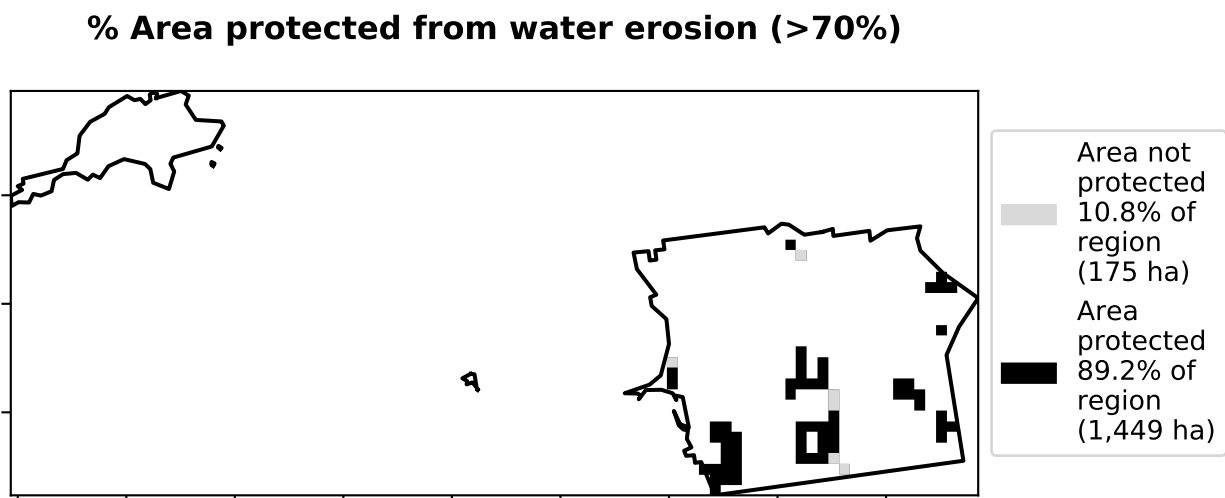 % Area protected from water erosion (>70%)
Area not
protected
10.8% of
region
(175 ha)
Area
protected
89.2% of
region
(1,449 ha)